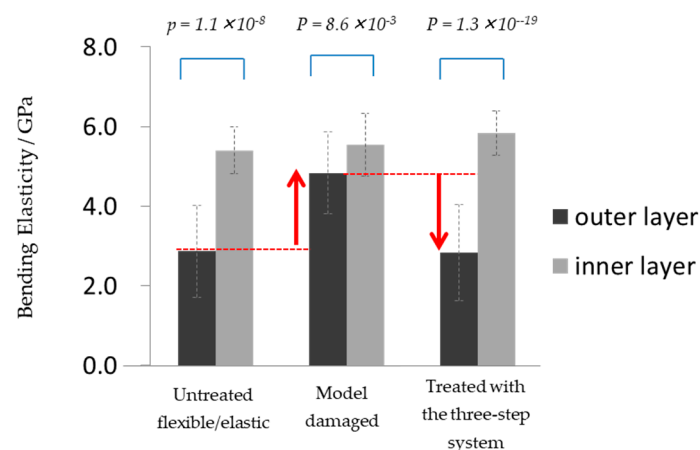 p = 1.1 ×10-8 P = 8.6 ×10-3 P = 1.3 ×10--19
8.0
6.0
4.0
2.0
0.0
Bending Elasticity / GPa
outer layer
inner layer
Untreated
flexible/elastic
Model
damaged
Treated with
the three-step
system